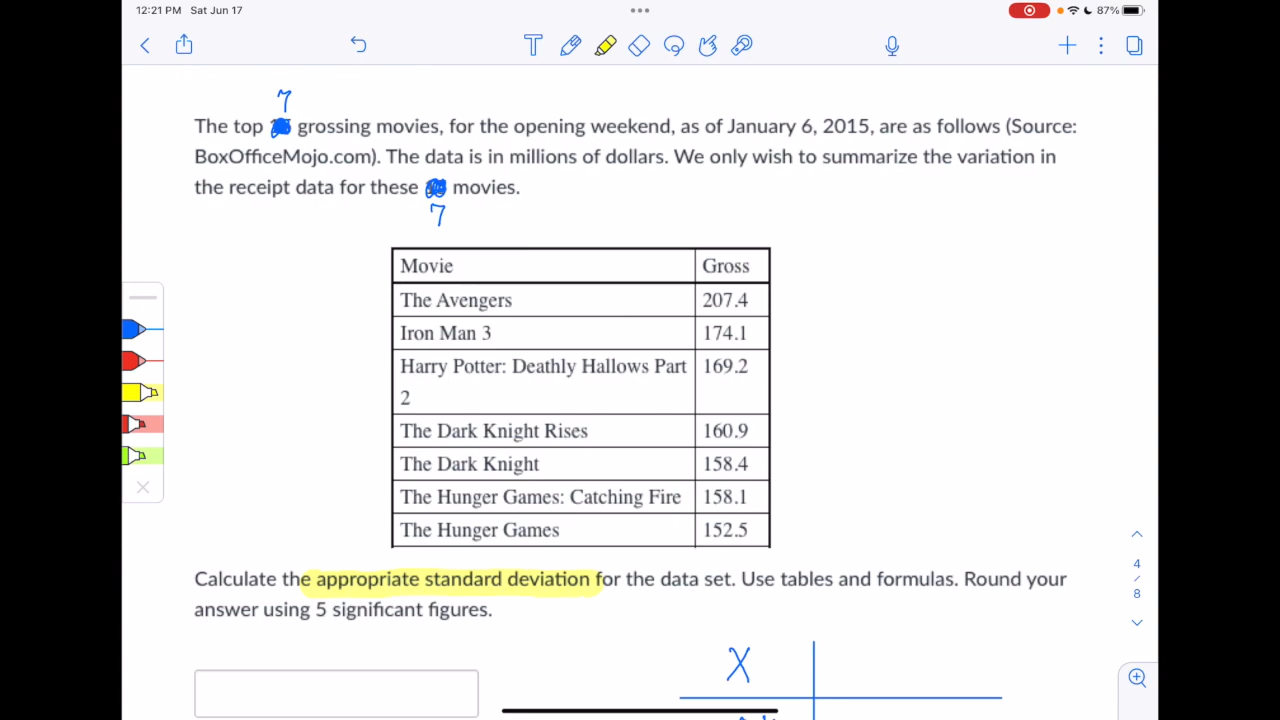 12:21 PM Sat Jun 17
87%
7
The top grossing movies, for the opening weekend, as of January 6, 2015, are as follows (Source:
BoxOfficeMojo.com). The data is in millions of dollars. We only wish to summarize the variation in
the receipt data for these movies.
7
Movie Gross
The Avengers 207.4
Iron Man 3 174.1
Harry Potter: Deathly Hallows Part 169.2
2
The Dark Knight Rises 160.9
The Dark Knight 158.4
The Hunger Games: Catching Fire 158.1
The Hunger Games 152.5
4
/
8
Calculate the appropriate standard deviation for the data set. Use tables and formulas. Round your
answer using 5 significant figures.
X